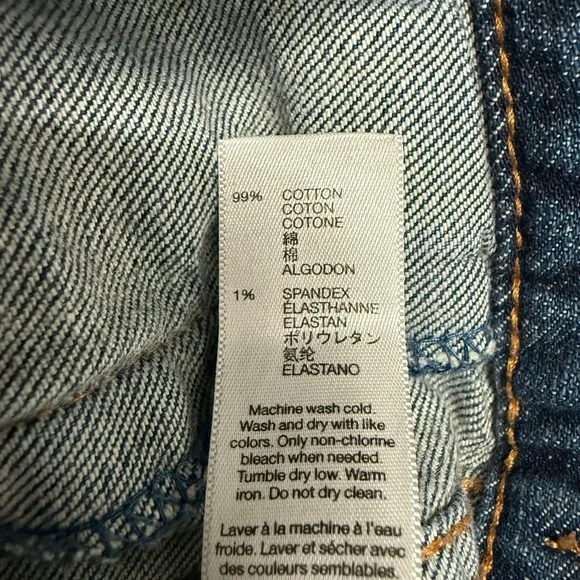 99% COTTON
COTON
COTONE
綿
棉
ALGODON
1% SPANDEX
ÉLASTHANNE
ELASTAN
ポリウレタン
氨纶
ELASTANO
Machine wash cold.
Wash and dry with like
colors. Only non-chlorine
bleach when needed.
Tumble dry low. Warm
iron. Do not dry clean.
Laver à la machine à l'eau
froide. Laver et sécher avec
des couleurs semblables.